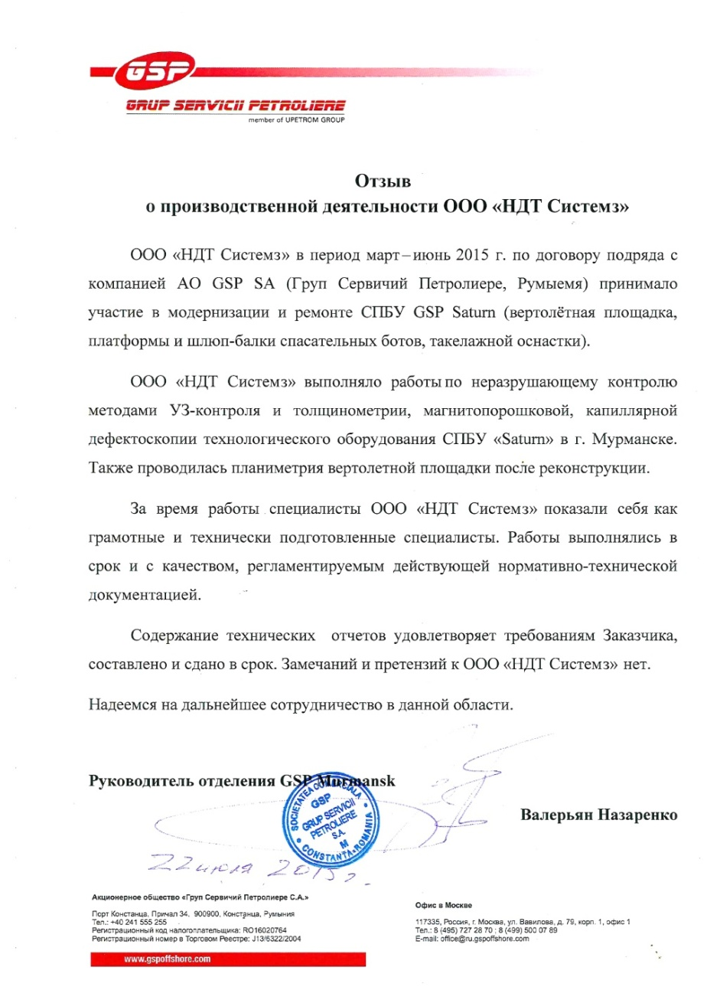 GSP
GRUP SERVICII PETROLIERE
member of UPETROM GROUP
Отзыв
о производственной деятельности ООО «НДТ Системз»
ООО «НДТ Системз» в период март–июнь 2015 г. по договору подряда с
компанией АО GSP SA (Груп Сервичий Петролиере, Румыемя) принимало
участие в модернизации и ремонте СПБУ GSP Saturn (вертолётная площадка,
платформы и шлюп-балки спасательных ботов, такелажной оснастки).
ООО «НДТ Системз» выполняло работы по неразрушающему контролю
методами УЗ-контроля и толщинометрии, магнитопорошковой, капиллярной
дефектоскопии технологического оборудования СПБУ «Saturn» в г. Мурманске.
Также проводилась планиметрия вертолетной площадки после реконструкции.
За время работы специалисты ООО «НДТ Системз» показали себя как
грамотные и технически подготовленные специалисты. Работы выполнялись в
срок и с качеством, регламентируемым действующей нормативно-технической
документацией.
Содержание технических отчетов удовлетворяет требованиям Заказчика,
составлено и сдано в срок. Замечаний и претензий к ООО «НДТ Системз» нет.
Надеемся на дальнейшее сотрудничество в данной области.
Руководитель отделения GSP Murmansk
SOCIETATEA COMERCIALA
GSP
GRUP SERVICII
PETROLIERE
S.A.
M
CONSTANTA-ROMANIA
Валерьян Назаренко
22 июля 2015 г.
Акционерное общество «Груп Сервичий Петролиере С.А.»
Порт Констанца, Причал 34, 900900, Констанца, Румыния
Тел.: +40 241 555 255
Регистрационный код налогоплательщика: RO16020764
Регистрационный номер в Торговом Реестре: J13/6322/2004
www.gspoffshore.com
Офис в Москве
117335, Россия, г. Москва, ул. Вавилова, д. 79, корп. 1, офис 1
Тел.: 8 (495) 727 28 70 ; 8 (499) 500 07 89
E-mail: office@ru.gspoffshore.com